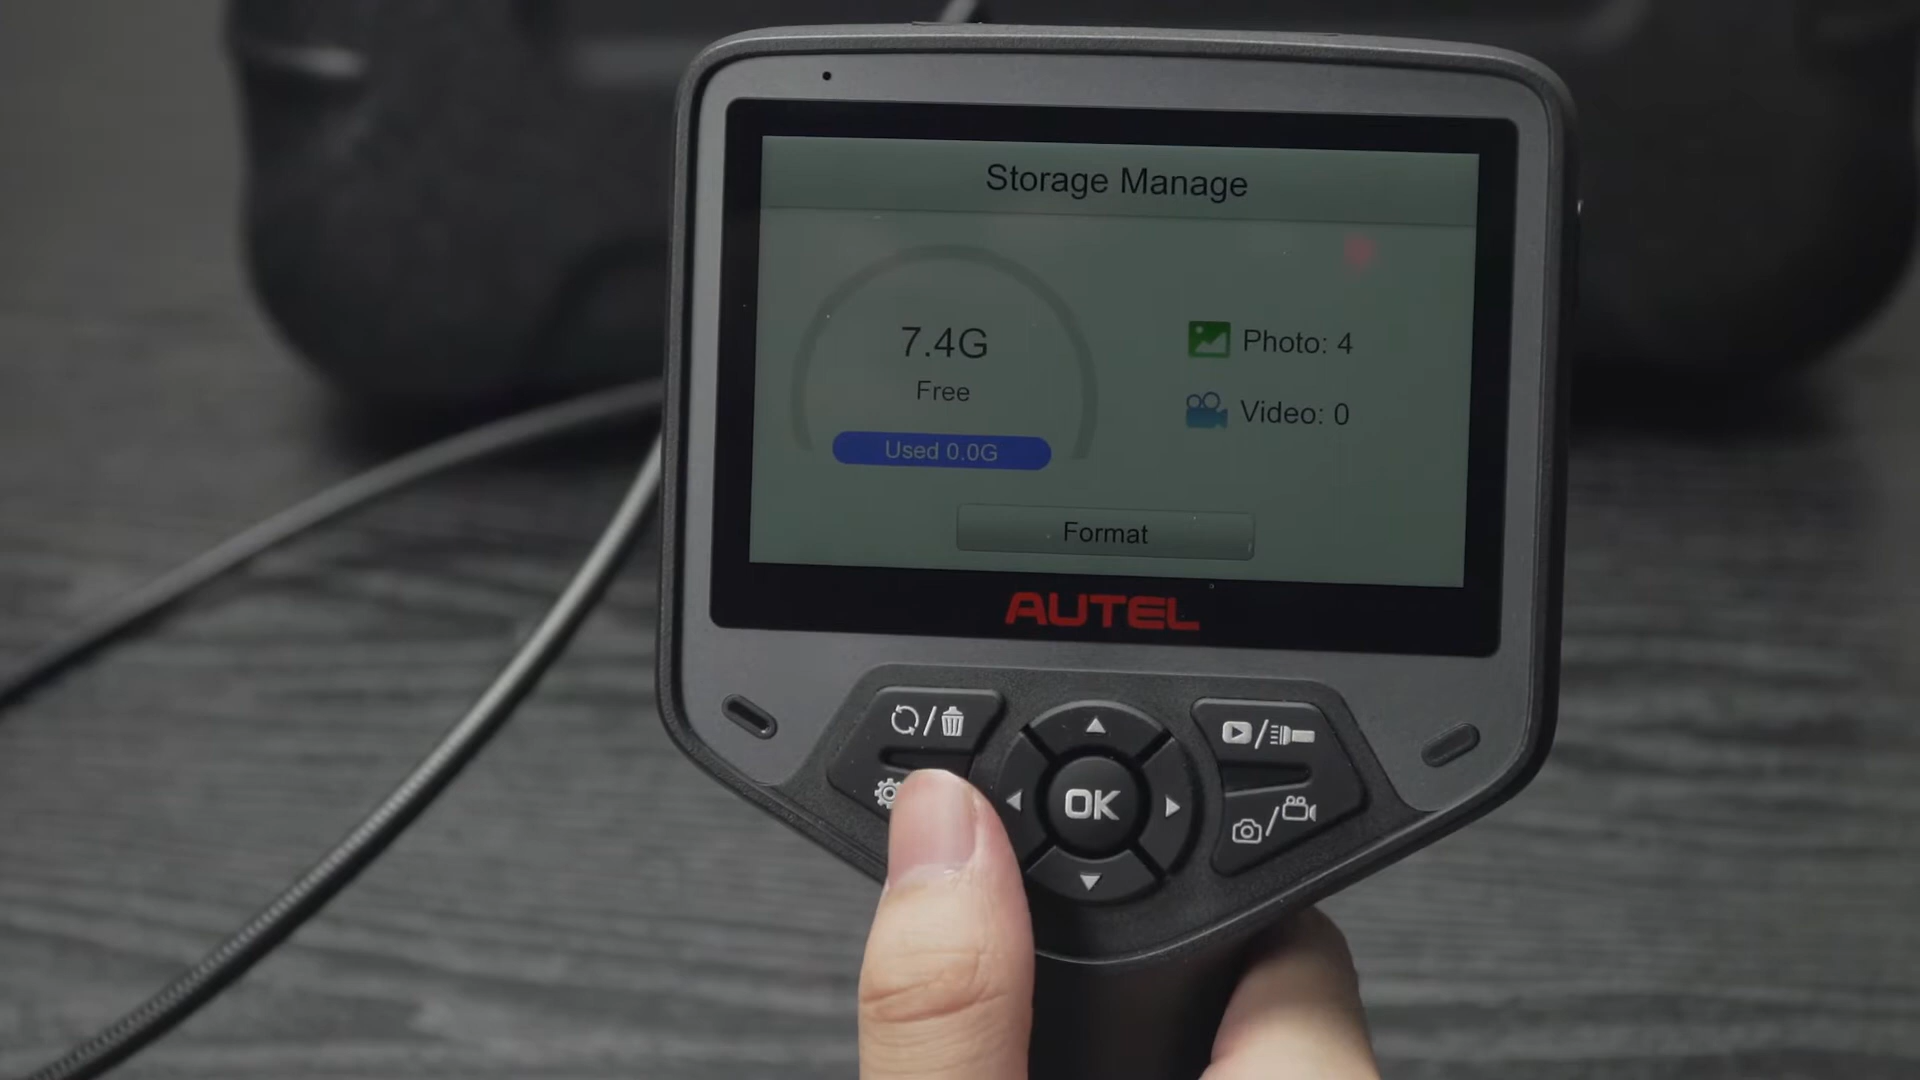 Storage Manage
7.4G
Free
Used 0.0G
Photo: 4
Video: 0
Format
AUTEL
OK